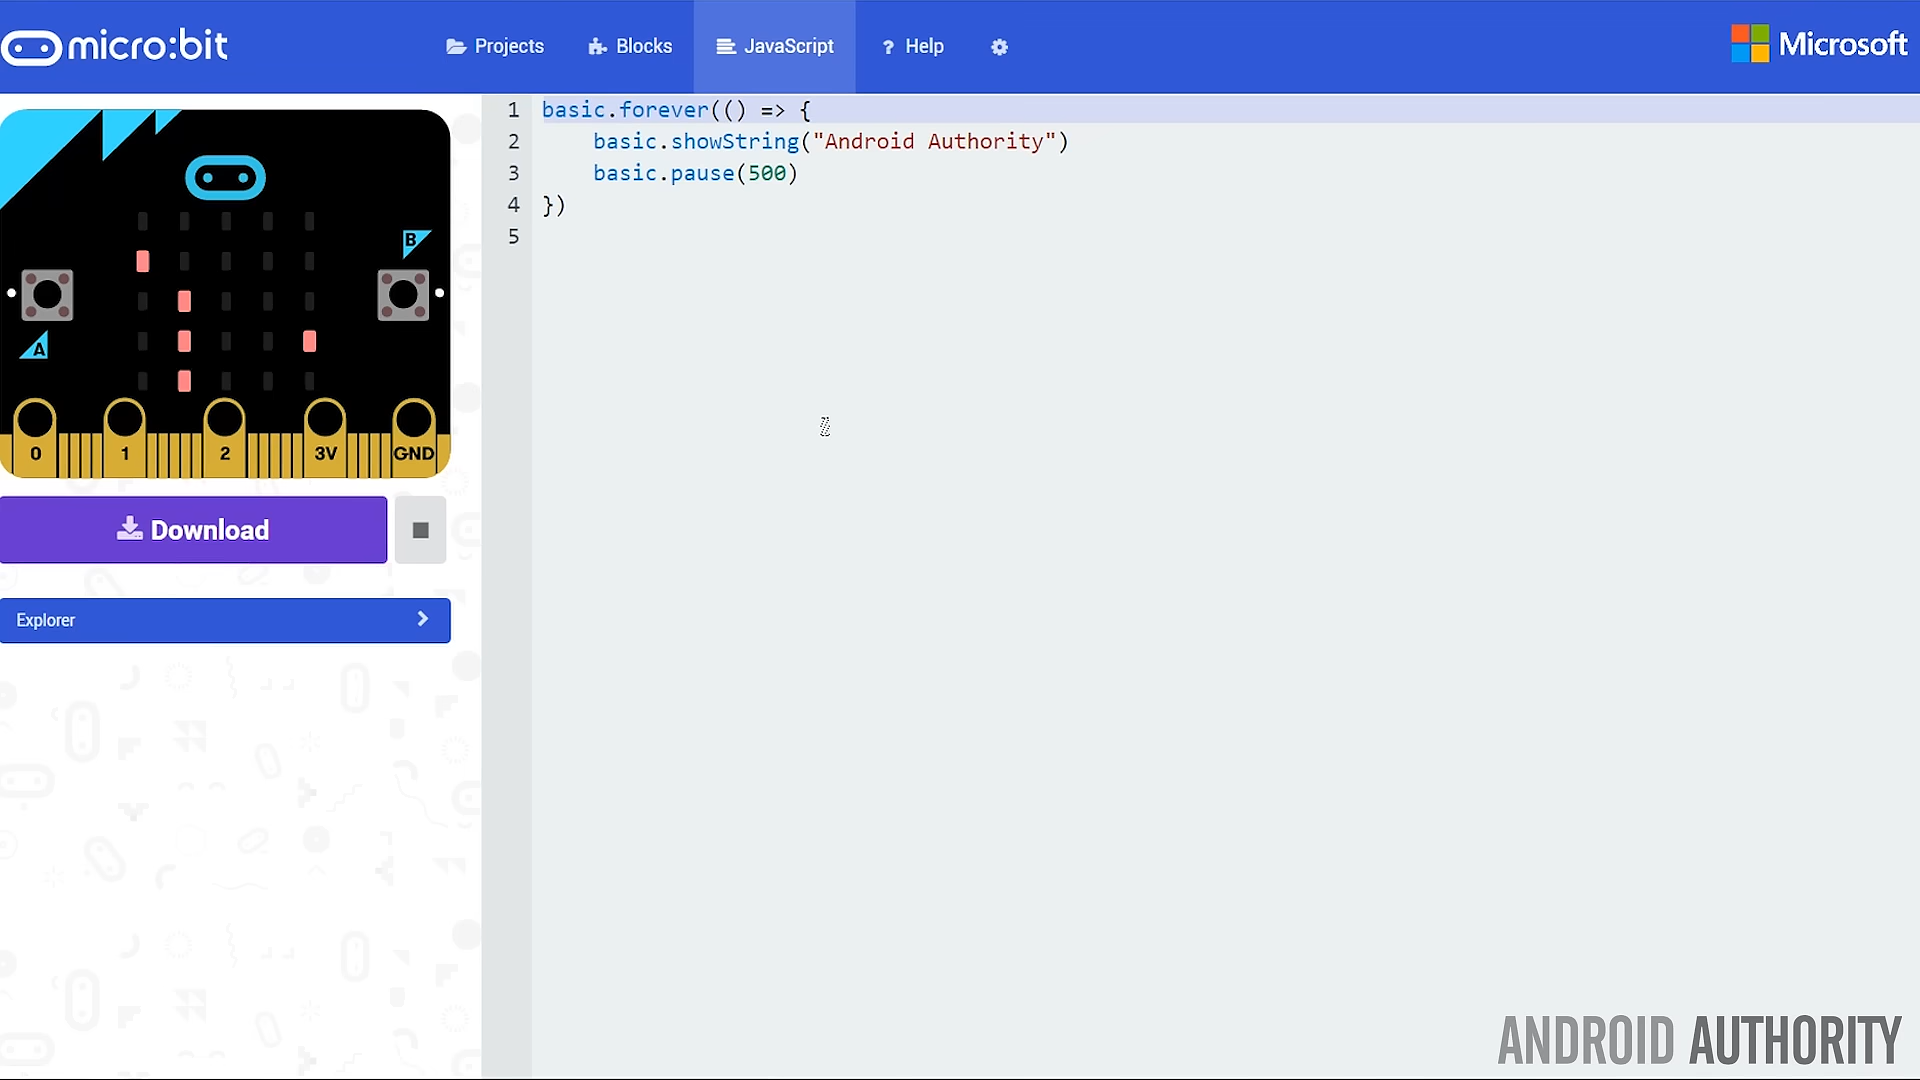 micro:bit
Projects
Blocks
JavaScript
? Help
Microsoft
1 basic.forever(() => {
2 basic.showString("Android Authority")
3 basic.pause(500)
4 })
5
B
A
0 1 2 3V GND
Download
Explorer
ANDROID AUTHORITY